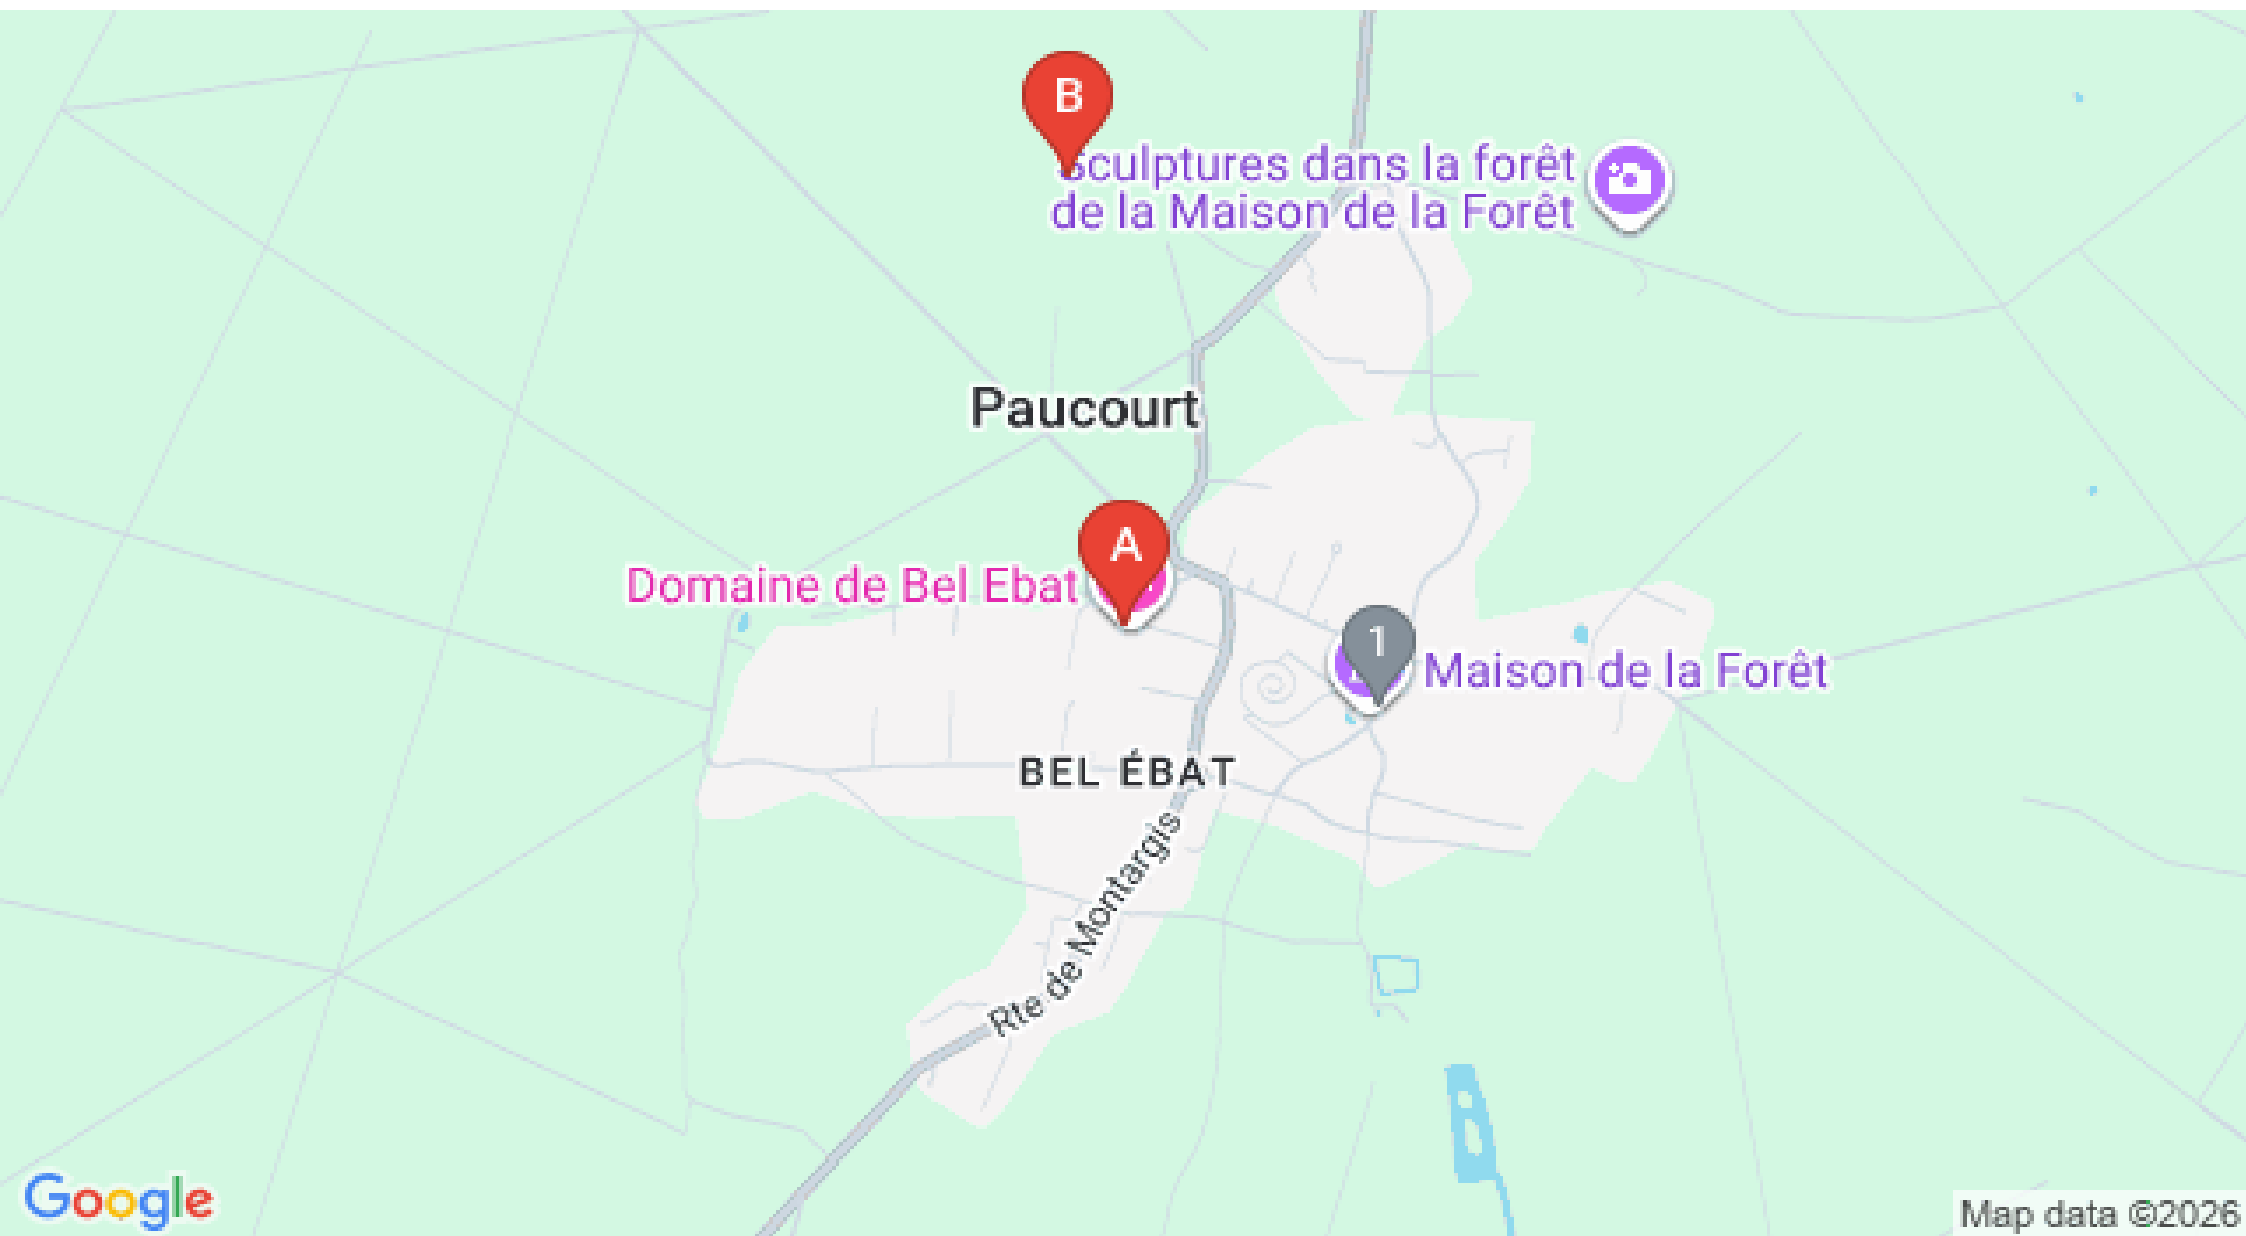 B
Sculptures dans la forêt
de la Maison de la Forêt
Paucourt
A
Domaine de Bel Ebat
1
Maison de la Forêt
BEL ÉBAT
Rte de Montargis
Google
Map data ©2026